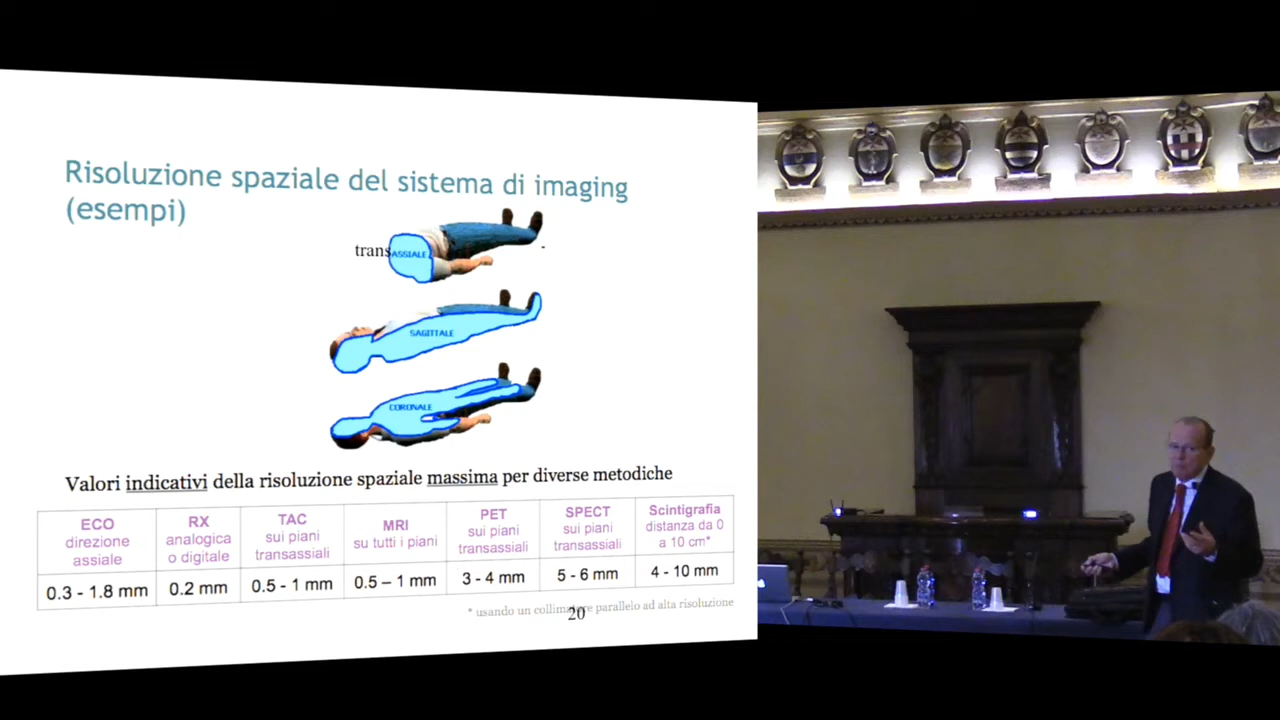 Risoluzione spaziale del sistema di imaging
(esempi)
transASSIALE
SAGITTALE
CORONALE
Valori indicativi della risoluzione spaziale massima per diverse metodiche
ECO direzione assiale
RX analogica o digitale
TAC sui piani transassiali
MRI su tutti i piani
PET sui piani transassiali
SPECT sui piani transassiali
Scintigrafia distanza da 0 a 10 cm*
0.3 - 1.8 mm
0.2 mm
0.5 - 1 mm
0.5 – 1 mm
3 - 4 mm
5 - 6 mm
4 - 10 mm
* usando un collimatore parallelo ad alta risoluzione
20